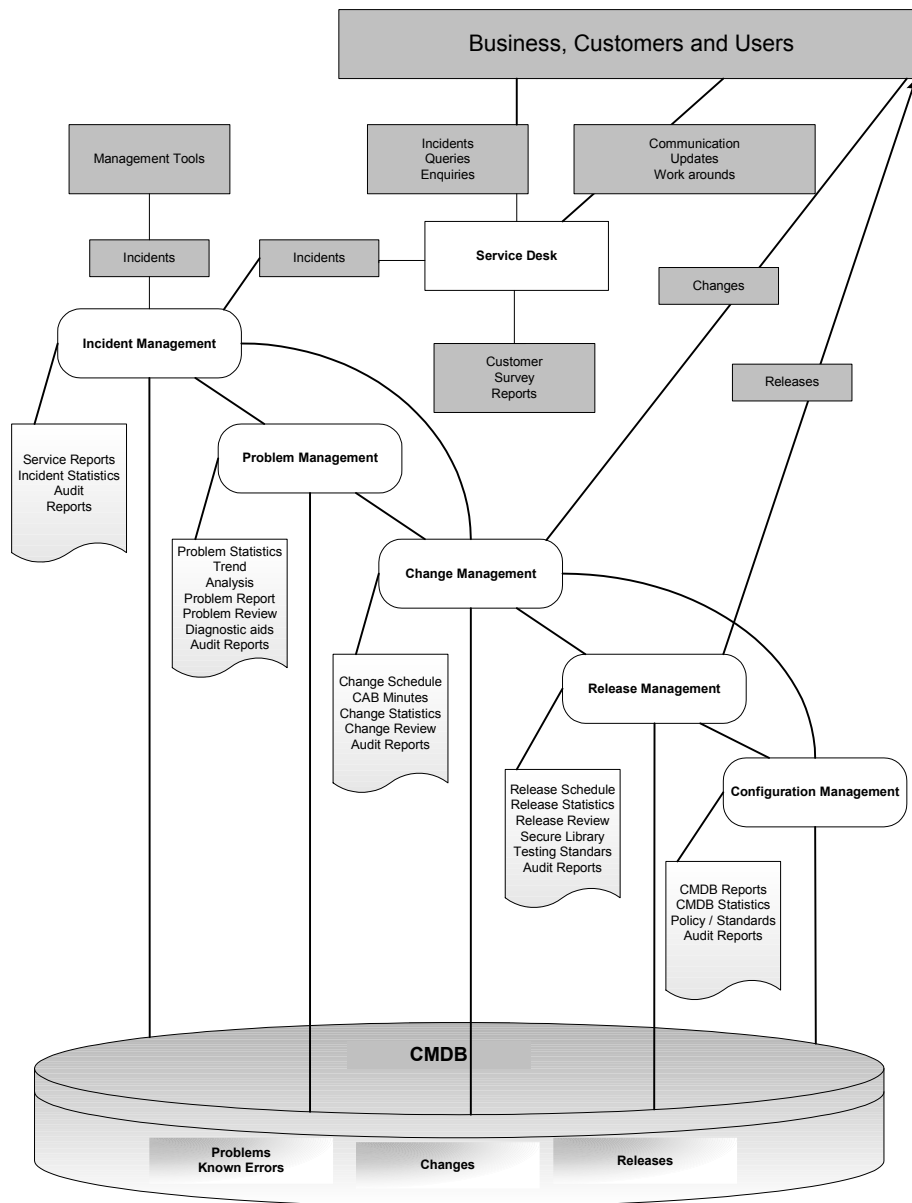 Business, Customers and Users
Management Tools
Incidents
Queries
Enquiries
Communication
Updates
Work arounds
Incidents
Incidents
Service Desk
Changes
Incident Management
Customer
Survey
Reports
Releases
Service Reports
Incident Statistics
Audit
Reports
Problem Management
Problem Statistics
Trend
Analysis
Problem Report
Problem Review
Diagnostic aids
Audit Reports
Change Management
Change Schedule
CAB Minutes
Change Statistics
Change Review
Audit Reports
Release Management
Release Schedule
Release Statistics
Release Review
Secure Library
Testing Standars
Audit Reports
Configuration Management
CMDB Reports
CMDB Statistics
Policy / Standards
Audit Reports
CMDB
Problems
Known Errors
Changes
Releases